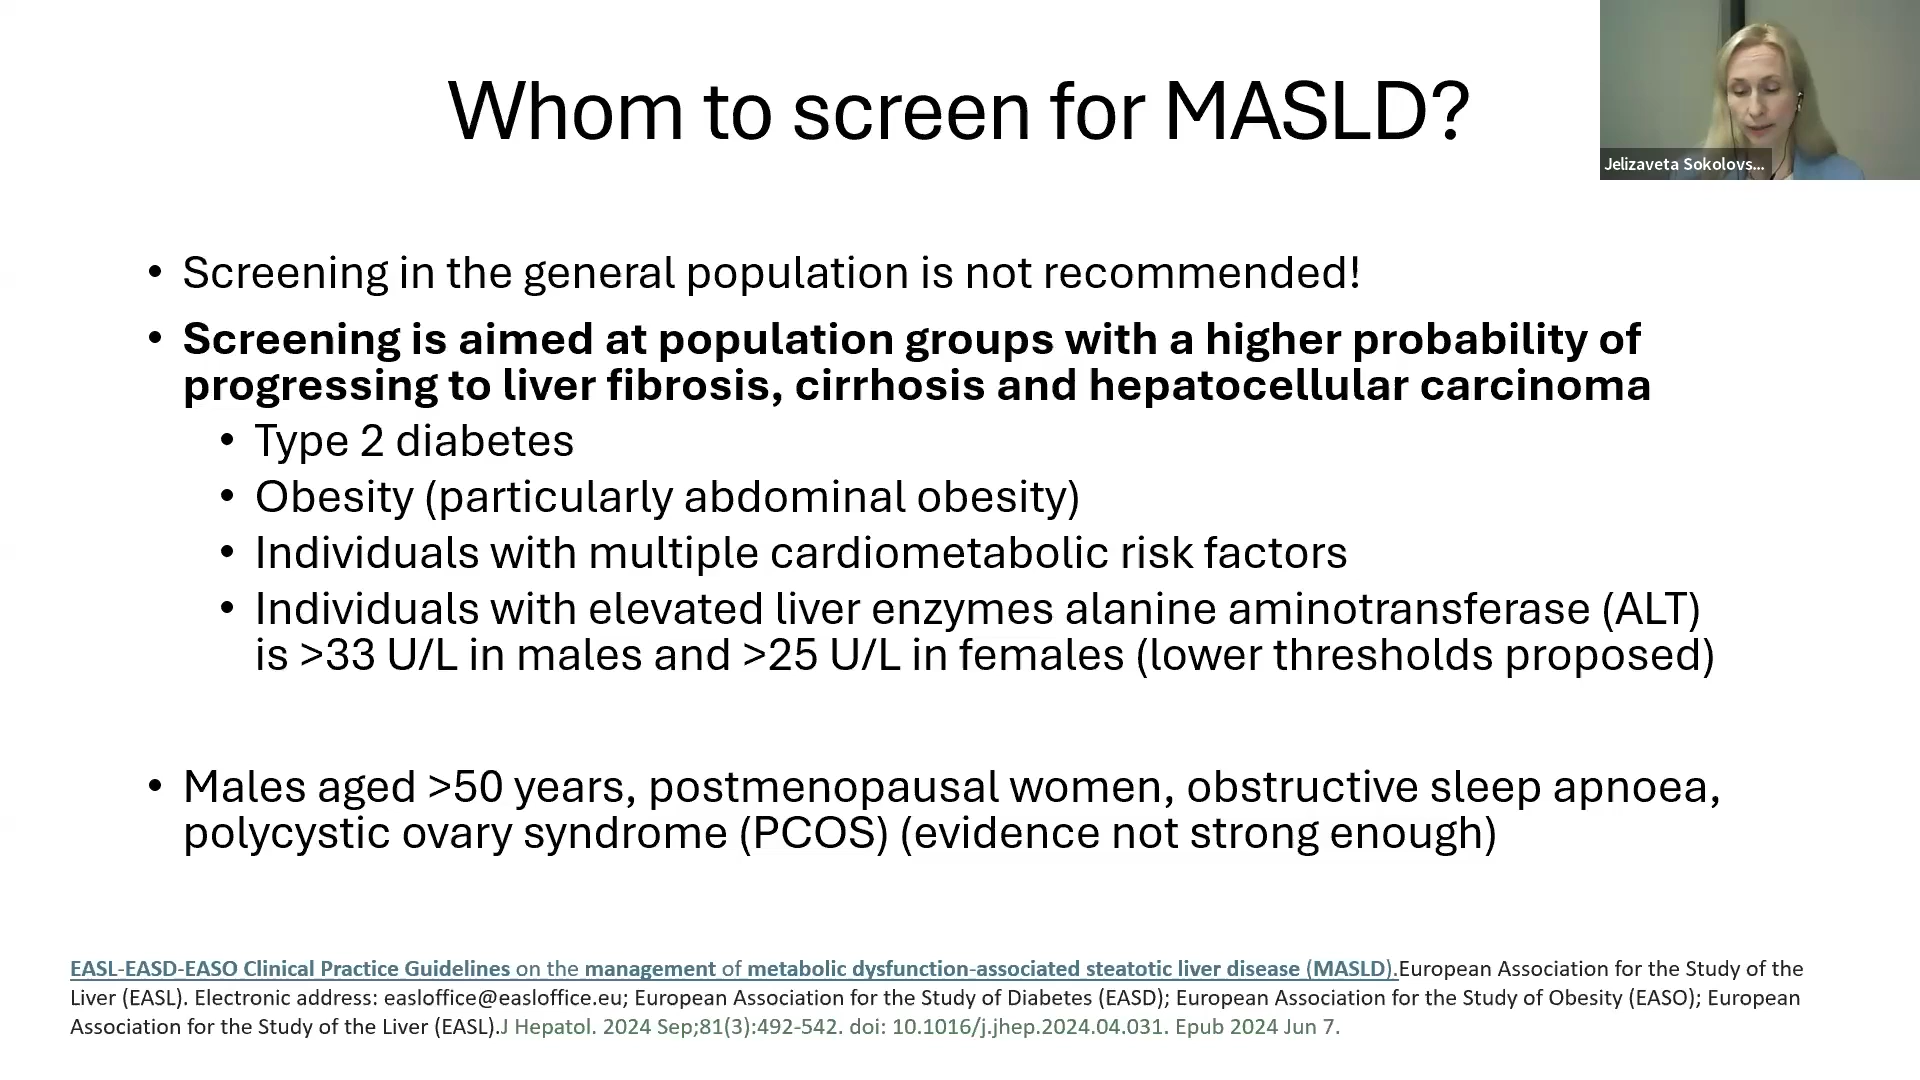 Whom to screen for MASLD?
Jelizaveta Sokolovs...
• Screening in the general population is not recommended!
• Screening is aimed at population groups with a higher probability of
progressing to liver fibrosis, cirrhosis and hepatocellular carcinoma
• Type 2 diabetes
• Obesity (particularly abdominal obesity)
• Individuals with multiple cardiometabolic risk factors
• Individuals with elevated liver enzymes alanine aminotransferase (ALT)
is >33 U/L in males and >25 U/L in females (lower thresholds proposed)
• Males aged >50 years, postmenopausal women, obstructive sleep apnoea,
polycystic ovary syndrome (PCOS) (evidence not strong enough)
EASL-EASD-EASO Clinical Practice Guidelines on the management of metabolic dysfunction-associated steatotic liver disease (MASLD).European Association for the Study of the
Liver (EASL). Electronic address: easloffice@easloffice.eu; European Association for the Study of Diabetes (EASD); European Association for the Study of Obesity (EASO); European
Association for the Study of the Liver (EASL).J Hepatol. 2024 Sep;81(3):492-542. doi: 10.1016/j.jhep.2024.04.031. Epub 2024 Jun 7.